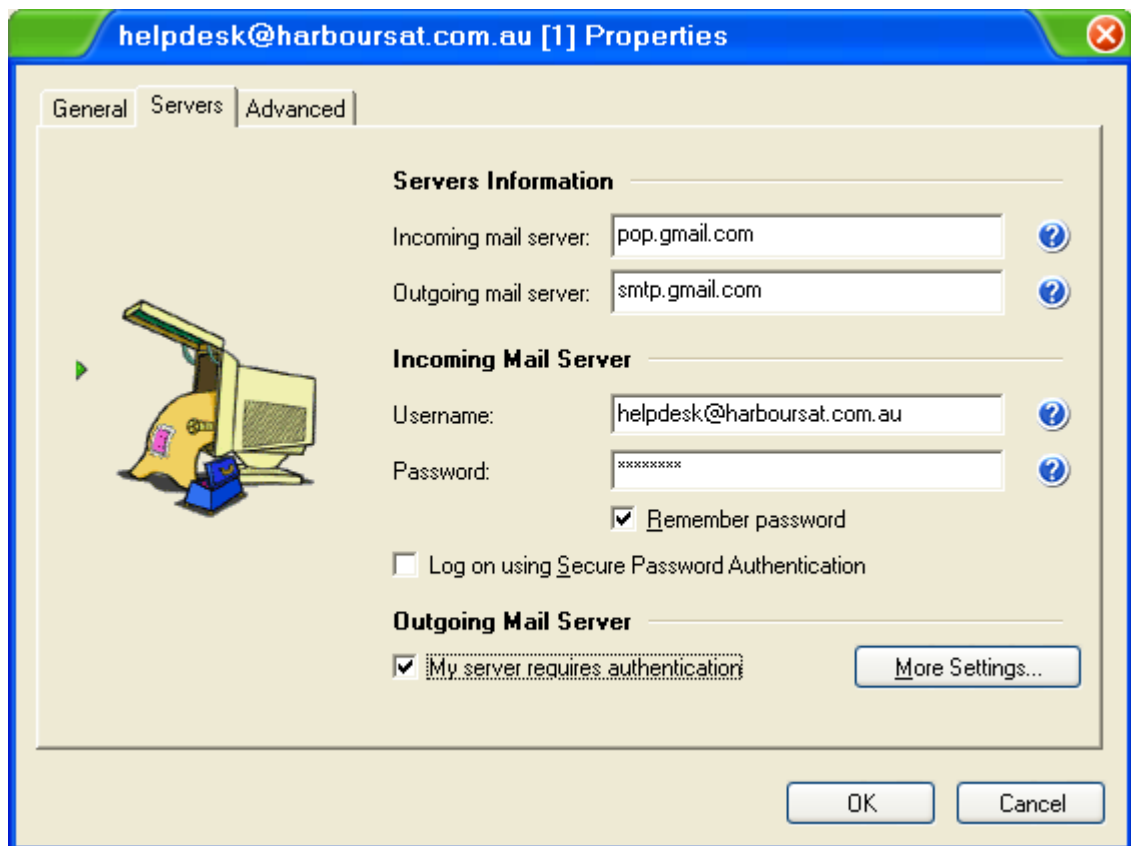 helpdesk@harboursat.com.au [1] Properties
General Servers Advanced
Servers Information
Incoming mail server: pop.gmail.com
Outgoing mail server: smtp.gmail.com
Incoming Mail Server
Username: helpdesk@harboursat.com.au
Password: ********
Remember password
Log on using Secure Password Authentication
Outgoing Mail Server
My server requires authentication More Settings...
OK Cancel